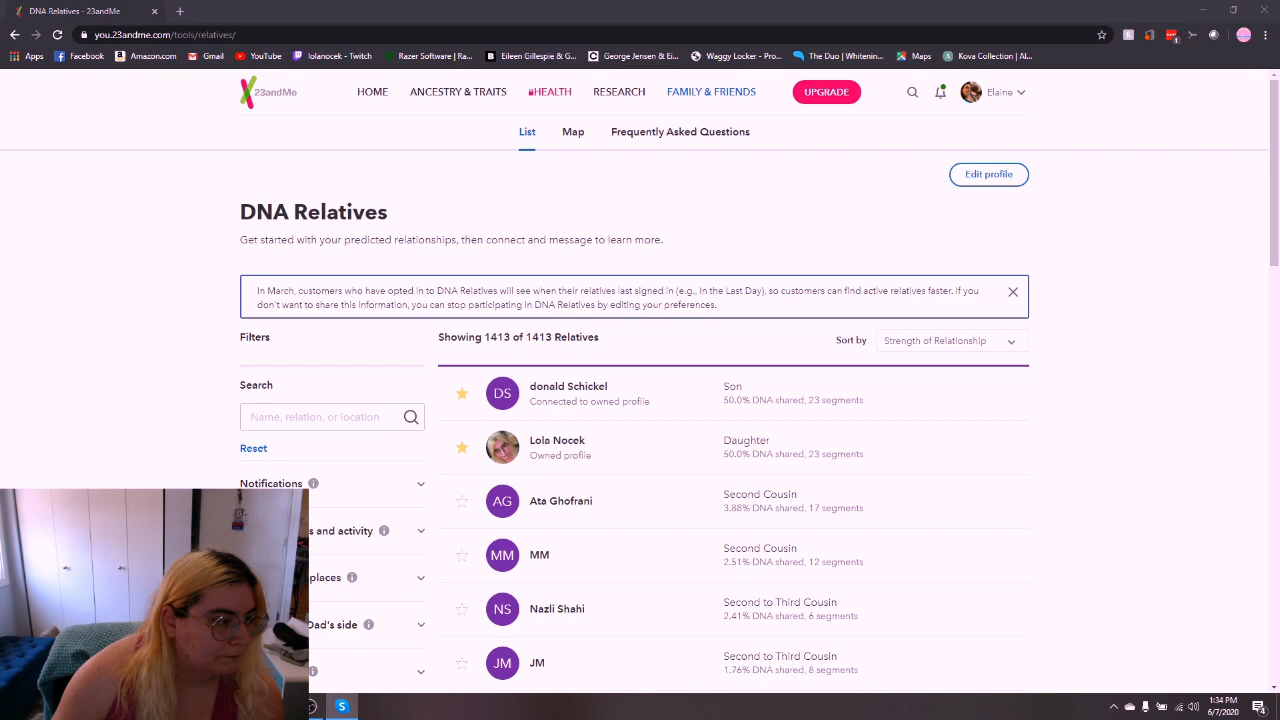 DNA Relatives - 23andMe
you.23andme.com/tools/relatives/
Apps Facebook Amazon.com Gmail YouTube lolanocek - Twitch Razer Software | Ra... Eileen Gillespie & G... George Jensen & Ei... Waggy Locker - Pro... The Duo | Whitenin... Maps Kova Collection | Al...
23andMe
HOME ANCESTRY & TRAITS HEALTH RESEARCH FAMILY & FRIENDS UPGRADE Elaine
List Map Frequently Asked Questions
Edit profile
DNA Relatives
Get started with your predicted relationships, then connect and message to learn more.
In March, customers who have opted in to DNA Relatives will see when their relatives last signed in (e.g., In the Last Day), so customers can find active relatives faster. If you
don't want to share this information, you can stop participating in DNA Relatives by editing your preferences.
Filters
Showing 1413 of 1413 Relatives
Sort by Strength of Relationship
Search
Name, relation, or location
Reset
Notifications
s and activity
places
Dad's side
DS donald Schickel Son
Connected to owned profile 50.0% DNA shared, 23 segments
Lola Nocek Daughter
Owned profile 50.0% DNA shared, 23 segments
AG Ata Ghofrani Second Cousin
3.88% DNA shared, 17 segments
MM MM Second Cousin
2.51% DNA shared, 12 segments
NS Nazli Shahi Second to Third Cousin
2.41% DNA shared, 6 segments
JM JM Second to Third Cousin
1.76% DNA shared, 8 segments
1:34 PM
6/7/2020